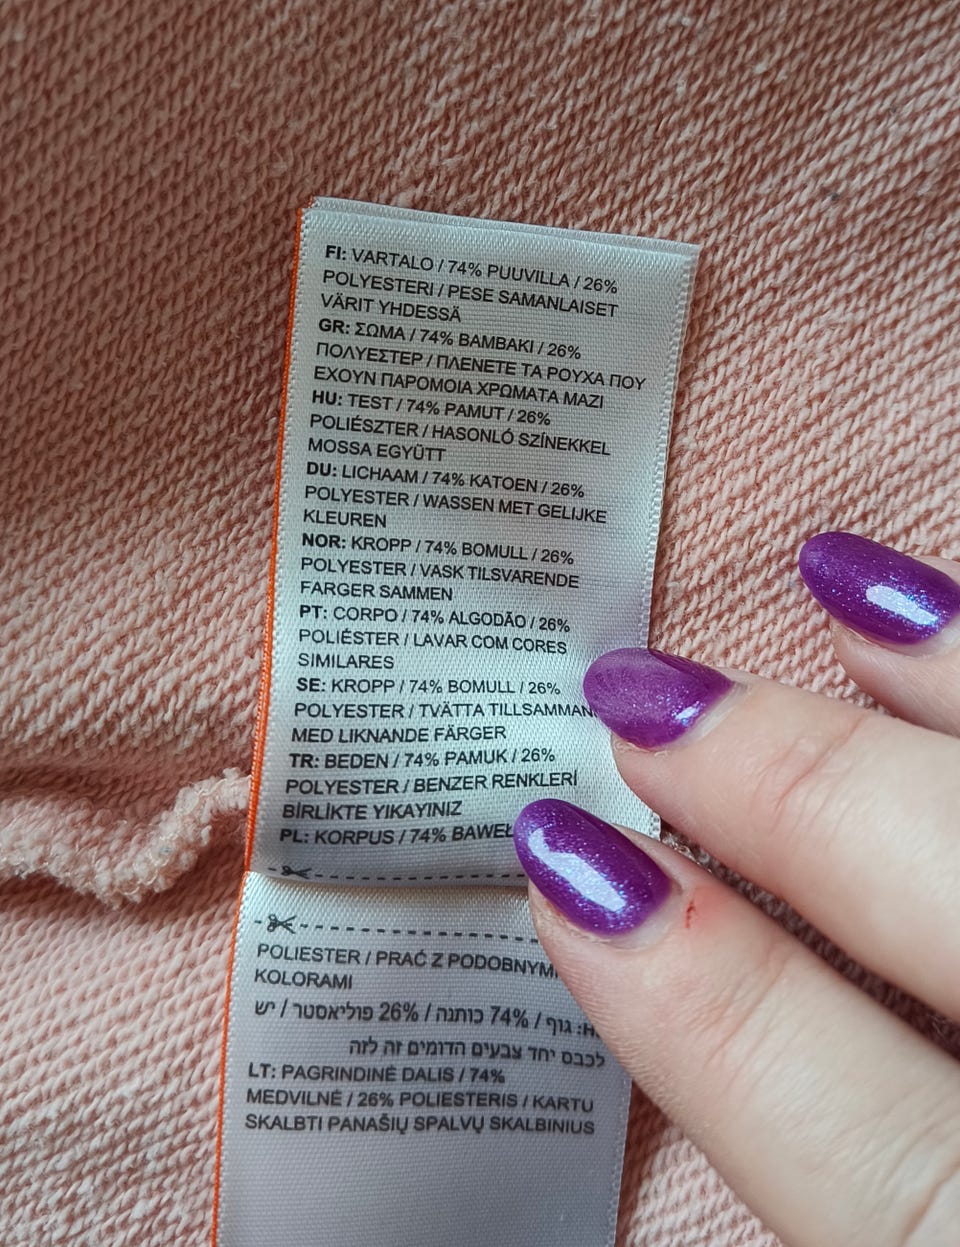 FI: VARTALO / 74% PUUVILLA / 26%
POLYESTERI / PESE SAMANLAISET
VÄRIT YHDESSÄ
GR: ΣΩΜΑ / 74% ΒΑΜΒΑΚΙ / 26%
ΠΟΛΥΕΣΤΕΡ / ΠΛΕΝΕΤΕ ΤΑ ΡΟΥΧΑ ΠΟΥ
ΕΧΟΥΝ ΠΑΡΟΜΟΙΑ ΧΡΩΜΑΤΑ ΜΑΖΙ
HU: TEST / 74% PAMUT / 26%
POLIÉSZTER / HASONLÓ SZÍNEKKEL
MOSSA EGYÜTT
DU: LICHAAM / 74% KATOEN / 26%
POLYESTER / WASSEN MET GELIJKE
KLEUREN
NOR: KROPP / 74% BOMULL / 26%
POLYESTER / VASK TILSVARENDE
FARGER SAMMEN
PT: CORPO / 74% ALGODÃO / 26%
POLIÉSTER / LAVAR COM CORES
SIMILARES
SE: KROPP / 74% BOMULL / 26%
POLYESTER / TVÄTTA TILLSAMMAN
MED LIKNANDE FÄRGER
TR: BEDEN / 74% PAMUK / 26%
POLYESTER / BENZER RENKLERİ
BİRLİKTE YIKAYINIZ
PL: KORPUS / 74% BAWEŁ
POLIESTER / PRAĆ Z PODOBNYM
KOLORAMI
H: גוף / 74% כותנה / 26% פוליאסטר / יש
לכבס יחד צבעים הדומים זה לזה
LT: PAGRINDINĖ DALIS / 74%
MEDVILNĖ / 26% POLIESTERIS / KARTU
SKALBTI PANAŠIŲ SPALVŲ SKALBINIUS